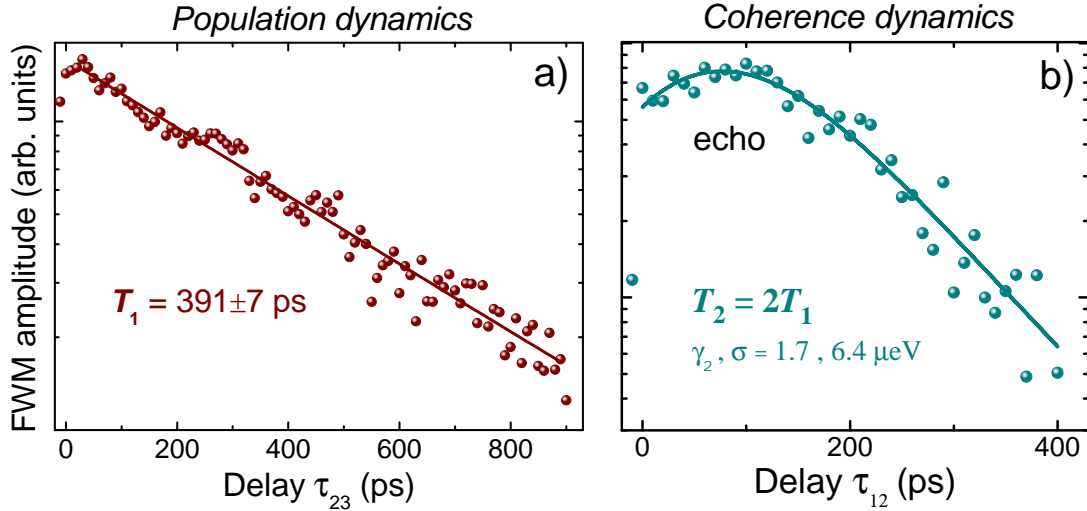 Population dynamics
Coherence dynamics
FWM amplitude (arb. units)
a)
T₁ = 391±7 ps
0 200 400 600 800
Delay τ₂₃ (ps)
b)
echo
T₂ = 2T₁
γ₂ , σ = 1.7 , 6.4 μeV
0 200 400
Delay τ₁₂ (ps)